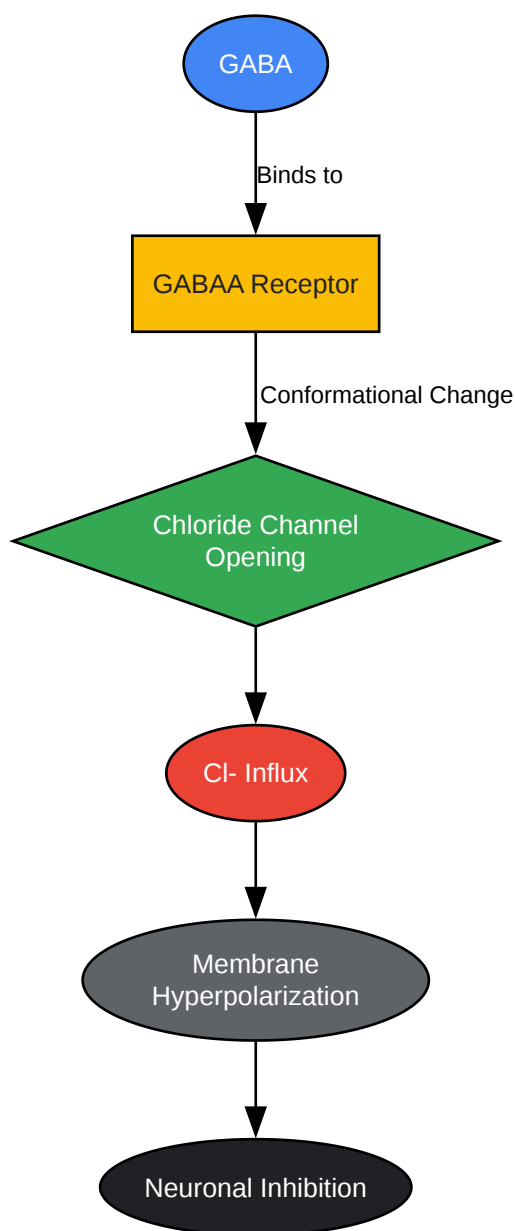 GABA
Binds to
GABAA Receptor
Conformational Change
Chloride Channel
Opening
Cl- Influx
Membrane
Hyperpolarization
Neuronal Inhibition